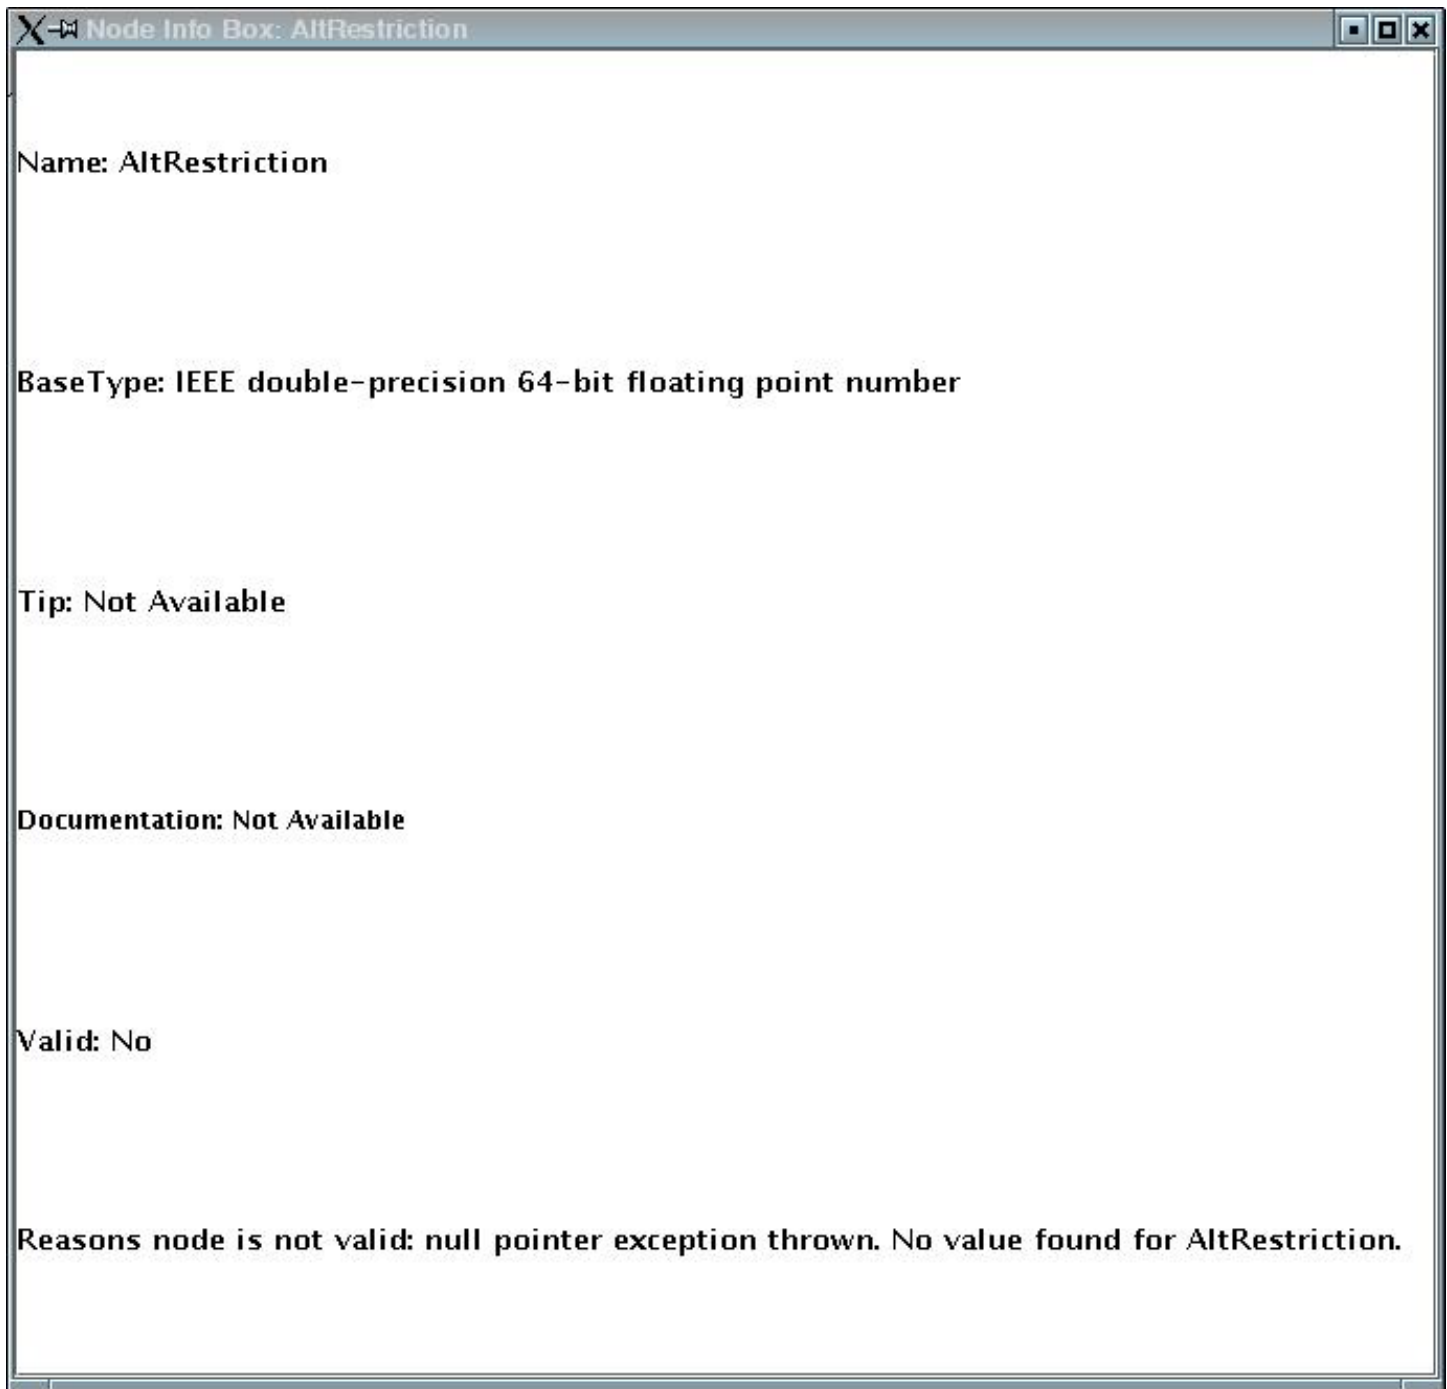 Node Info Box: AltRestriction
Name: AltRestriction
BaseType: IEEE double-precision 64-bit floating point number
Tip: Not Available
Documentation: Not Available
Valid: No
Reasons node is not valid: null pointer exception thrown. No value found for AltRestriction.